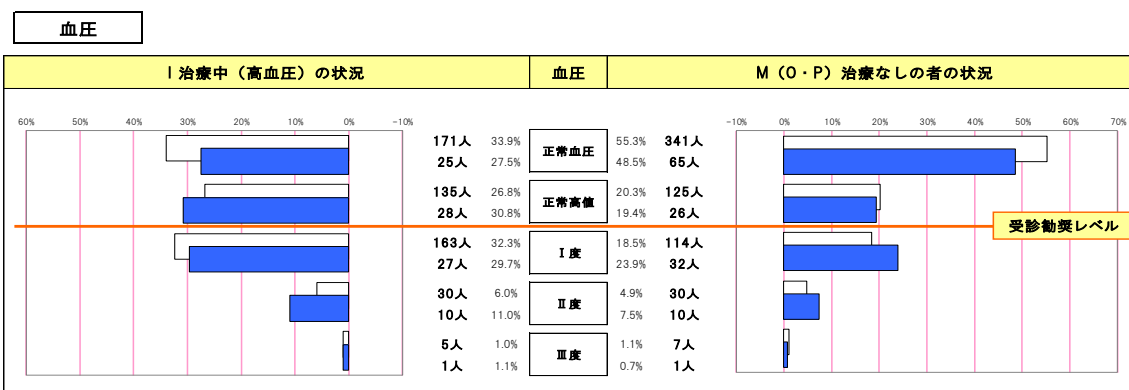 血圧
Ⅰ治療中（高血圧）の状況 血圧 M（O・P）治療なしの者の状況
60% 50% 40% 30% 20% 10% 0% -10% -10% 0% 10% 20% 30% 40% 50% 60% 70%
171人 33.9% 正常血圧 55.3% 341人
25人 27.5% 48.5% 65人
135人 26.8% 正常高値 20.3% 125人
28人 30.8% 19.4% 26人
受診勧奨レベル
163人 32.3% Ⅰ度 18.5% 114人
27人 29.7% 23.9% 32人
30人 6.0% Ⅱ度 4.9% 30人
10人 11.0% 7.5% 10人
5人 1.0% Ⅲ度 1.1% 7人
1人 1.1% 0.7% 1人